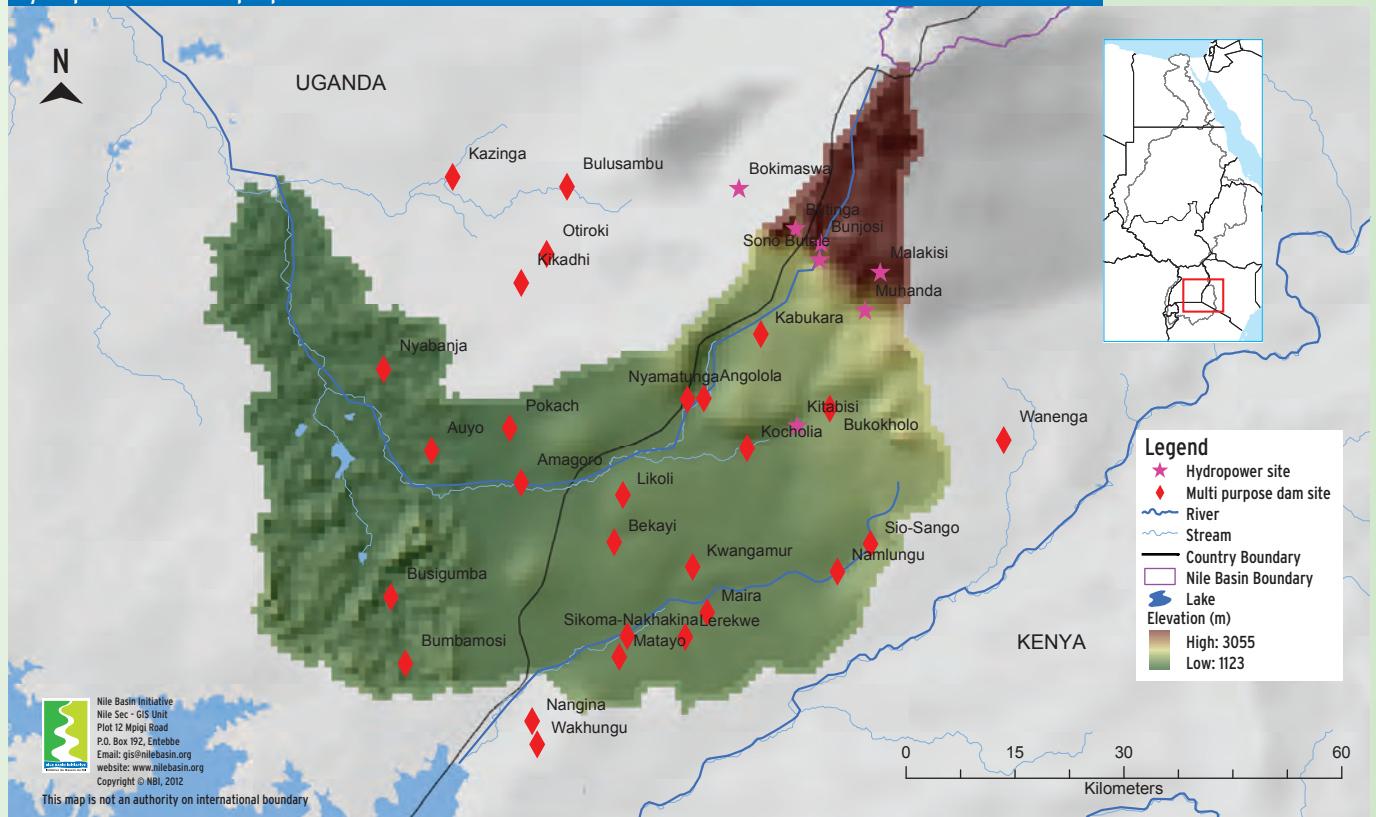 N
UGANDA
Kazinga
Bulusambu
Bokimaswa
Otiroki
Kikadhi
Bunjosi
Malakisi
Muhanda
Kabukara
Nyabanja
Nyamatunga
Angolola
Pokach
Auyo
Kitabisi
Bukokholo
Kocholia
Wanenga
Amagoro
Likoli
Bekayi
Sio-Sango
Kwangamur
Namlungu
Busigumba
Maira
Sikoma-Nakhakina
Lerekwe
Matayo
Bumbamosi
KENYA
Nangina
Wakhungu
Legend
Hydropower site
Multi purpose dam site
River
Stream
Country Boundary
Nile Basin Boundary
Lake
Elevation (m)
High: 3055
Low: 1123
Nile Basin Initiative
Nile Sec - GIS Unit
Plot 12 Mpigi Road
P.O. Box 192, Entebbe
Email: gis@nilebasin.org
website: www.nilebasin.org
Copyright © NBI, 2012
This map is not an authority on international boundary
0 15 30 60
Kilometers